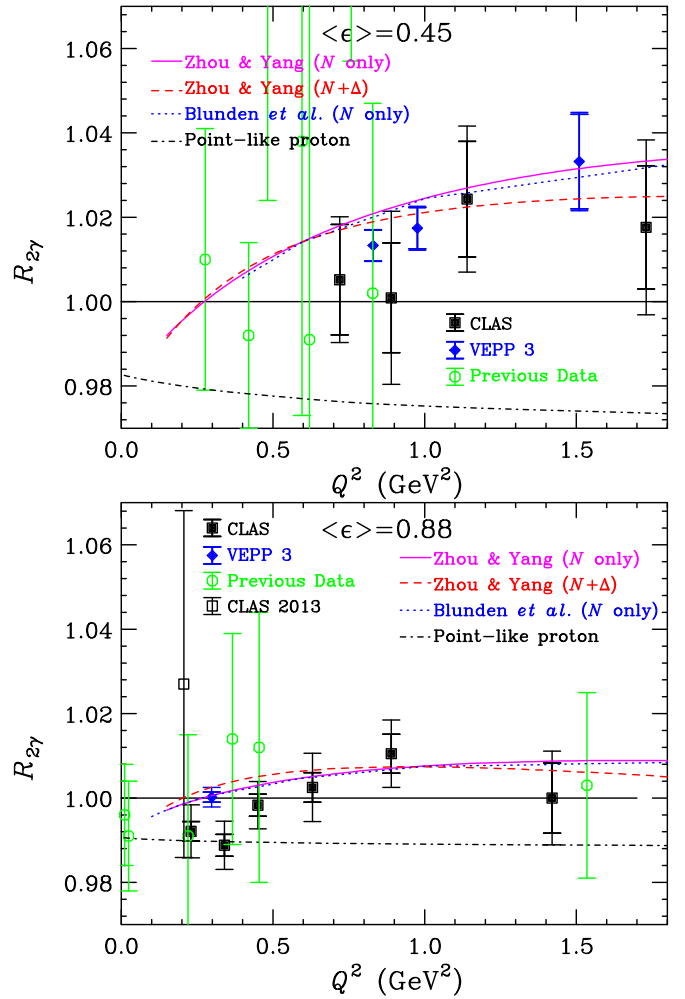 <ϵ>=0.45
Zhou & Yang (N only)
Zhou & Yang (N+Δ)
Blunden et al. (N only)
Point-like proton
1.06
1.04
1.02
1.00
0.98
R2γ
CLAS
VEPP 3
Previous Data
0.0 0.5 1.0 1.5
Q² (GeV²)
<ϵ>=0.88
CLAS
VEPP 3
Previous Data
CLAS 2013
Zhou & Yang (N only)
Zhou & Yang (N+Δ)
Blunden et al. (N only)
Point-like proton
1.06
1.04
1.02
1.00
0.98
R2γ
0.0 0.5 1.0 1.5
Q² (GeV²)